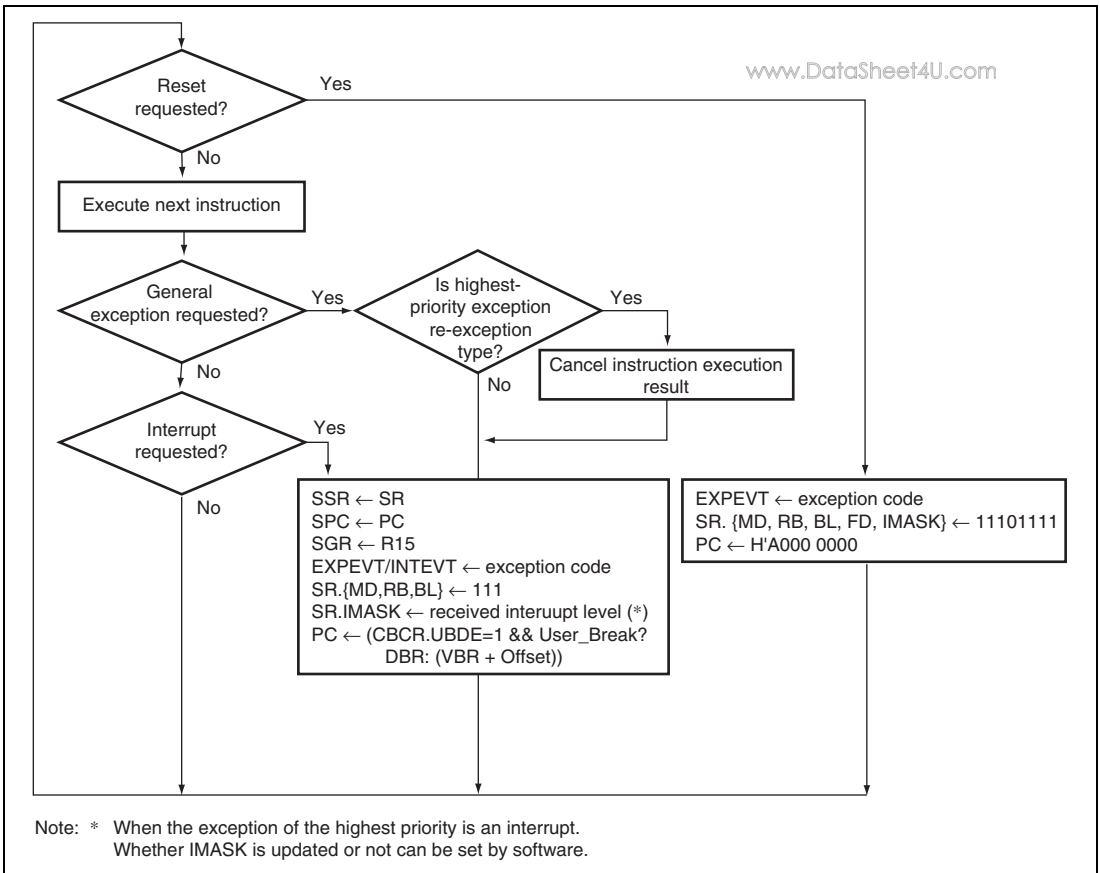 www.DataSheet4U.com
Reset
requested?
Yes
No
Execute next instruction
General
exception requested?
Yes
No
Is highest-
priority exception
re-exception
type?
Yes
No
Cancel instruction execution
result
Interrupt
requested?
Yes
No
SSR ← SR
SPC ← PC
SGR ← R15
EXPEVT/INTEVT ← exception code
SR.{MD,RB,BL} ← 111
SR.IMASK ← received interuupt level (*)
PC ← (CBCR.UBDE=1 && User_Break?
DBR: (VBR + Offset))
EXPEVT ← exception code
SR. {MD, RB, BL, FD, IMASK} ← 11101111
PC ← H'A000 0000
Note: * When the exception of the highest priority is an interrupt.
Whether IMASK is updated or not can be set by software.